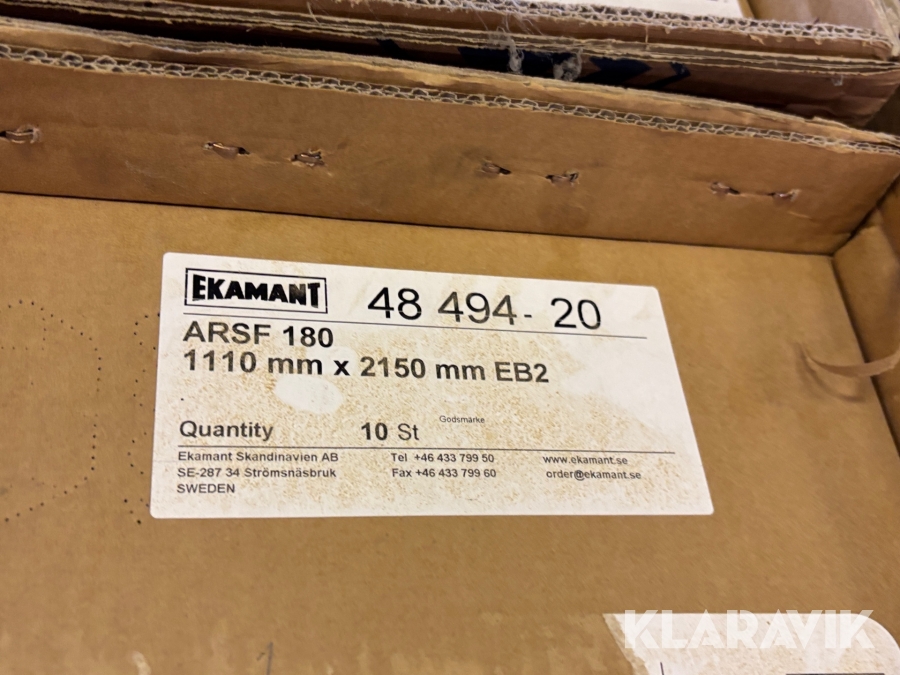 EKAMANT 48 494- 20
ARSF 180
1110 mm x 2150 mm EB2
Godsmärke
Quantity 10 St
Ekamant Skandinavien AB Tel +46 433 799 50 www.ekamant.se
SE-287 34 Strömsnäsbruk Fax +46 433 799 60 order@ekamant.se
SWEDEN
KLARAVIK